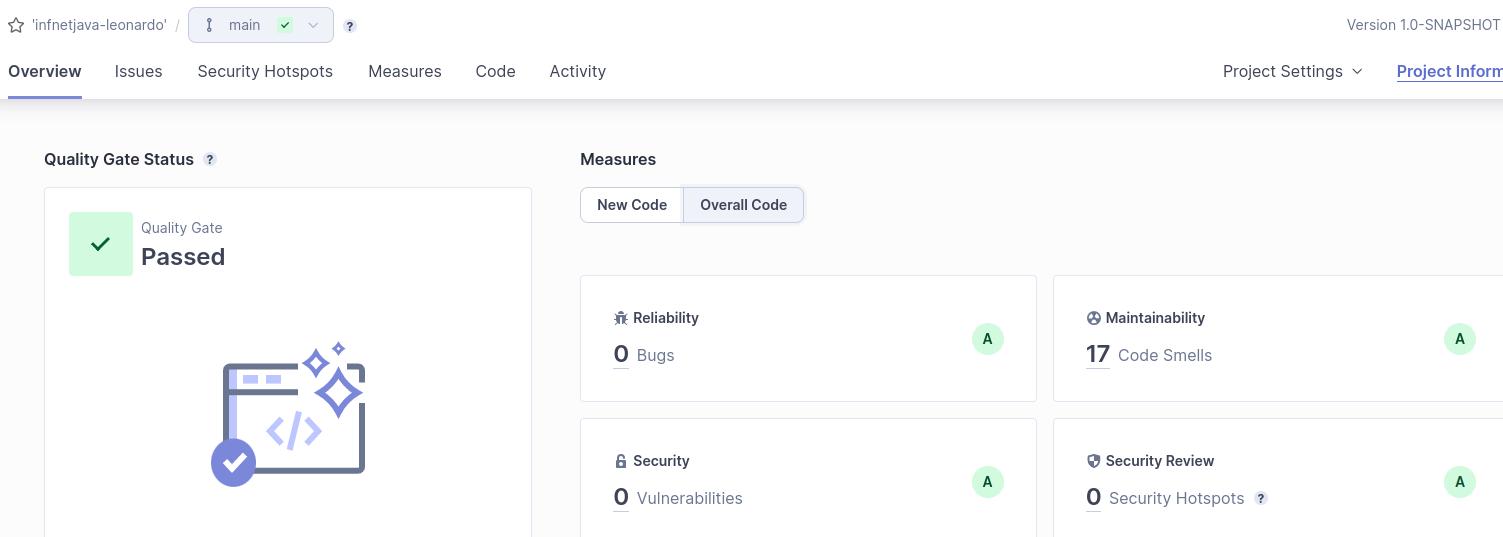 'infnetjava-leonardo' / main ?
Version 1.0-SNAPSHOT
Overview Issues Security Hotspots Measures Code Activity
Project Settings Project Inform
Quality Gate Status ?
Quality Gate
Passed
Measures
New Code Overall Code
Reliability
0 Bugs
A
Maintainability
17 Code Smells
A
Security
0 Vulnerabilities
A
Security Review
0 Security Hotspots ?
A